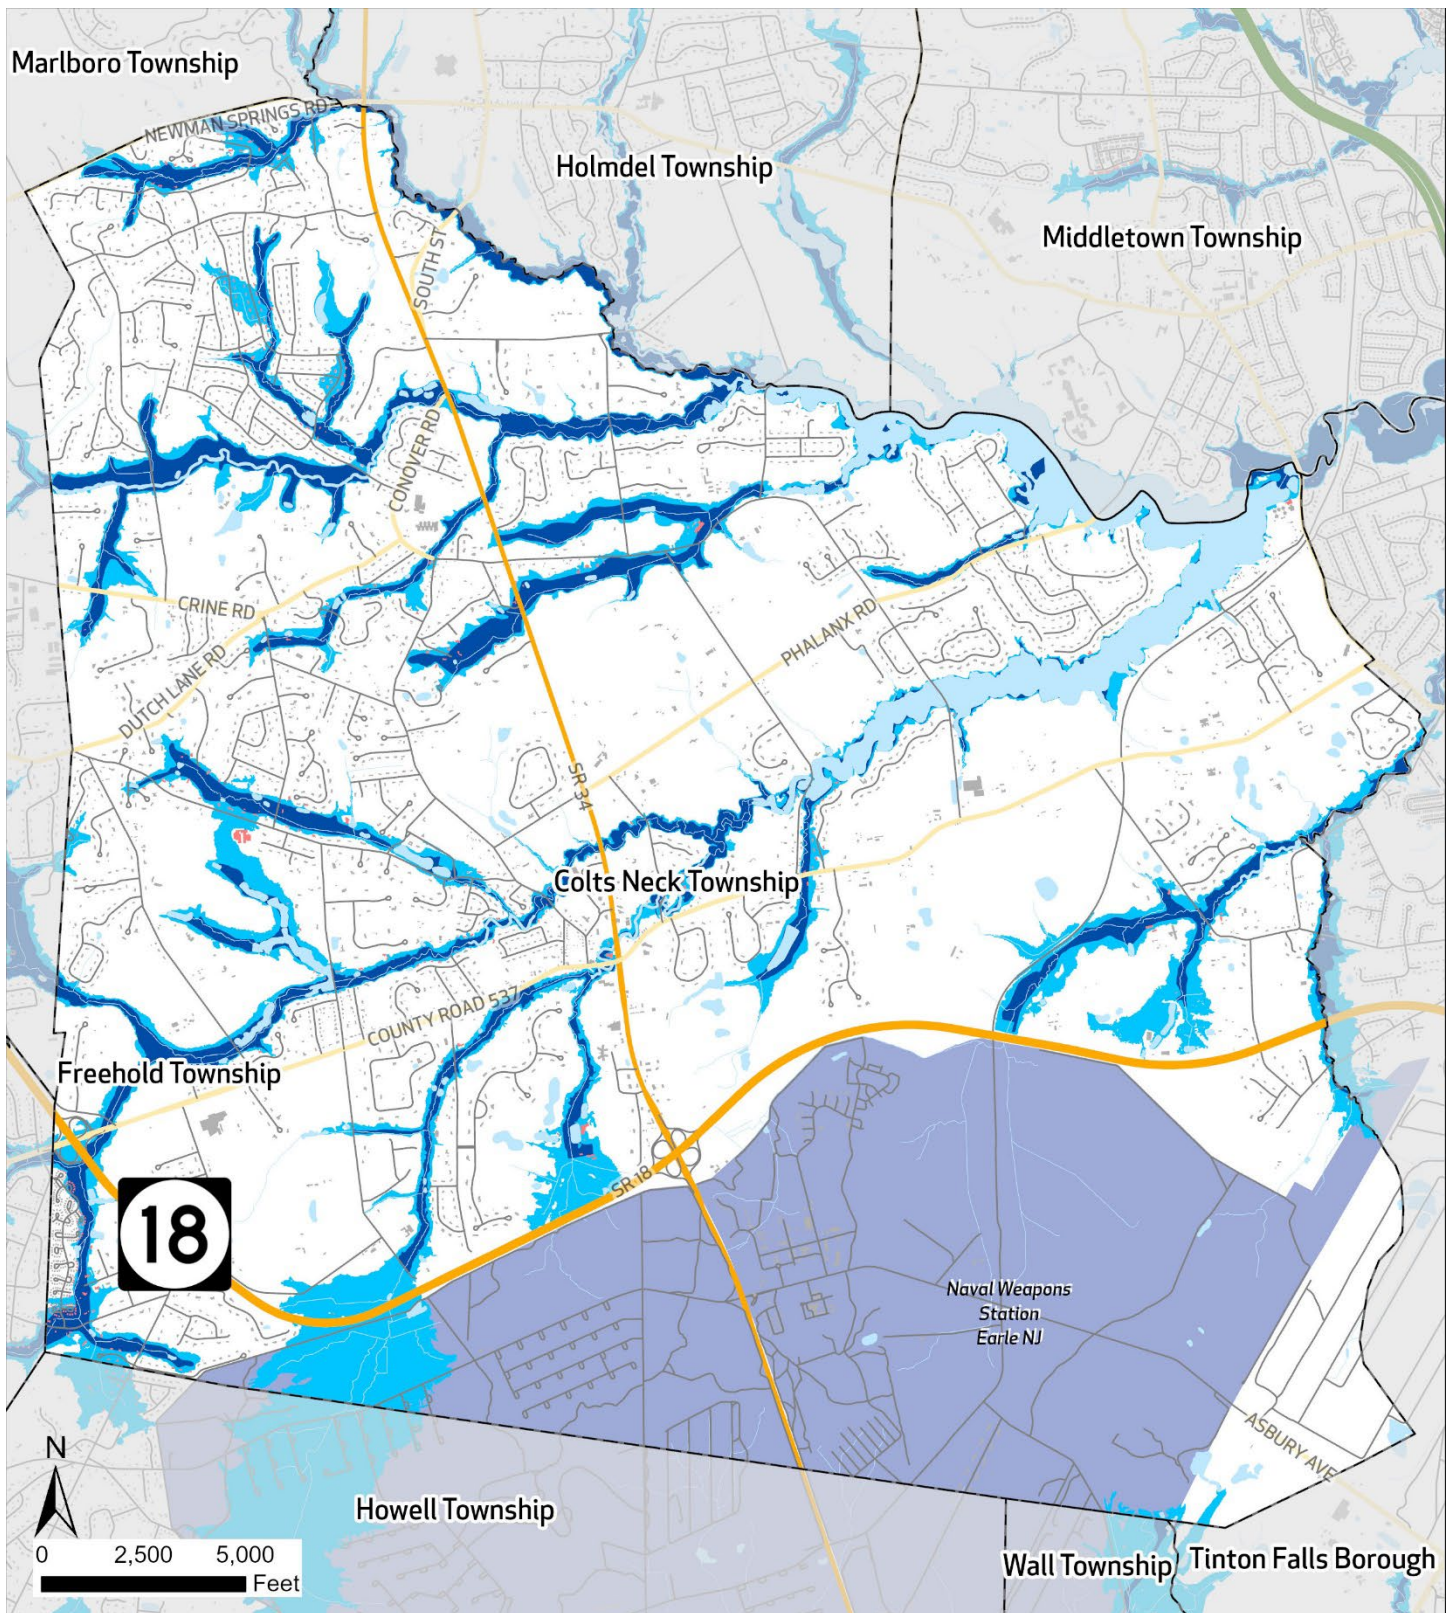 Marlboro Township
NEWMAN SPRINGS RD
Holmdel Township
Middletown Township
SOUTH ST
CONOVER RD
CRINE RD
DUTCH LANE RD
PHALANX RD
SR 34
Colts Neck Township
COUNTY ROAD 537
Freehold Township
18
SR 18
Naval Weapons
Station
Earle NJ
ASBURY AVE
N
Howell Township
0 2,500 5,000
Feet
Wall Township
Tinton Falls Borough